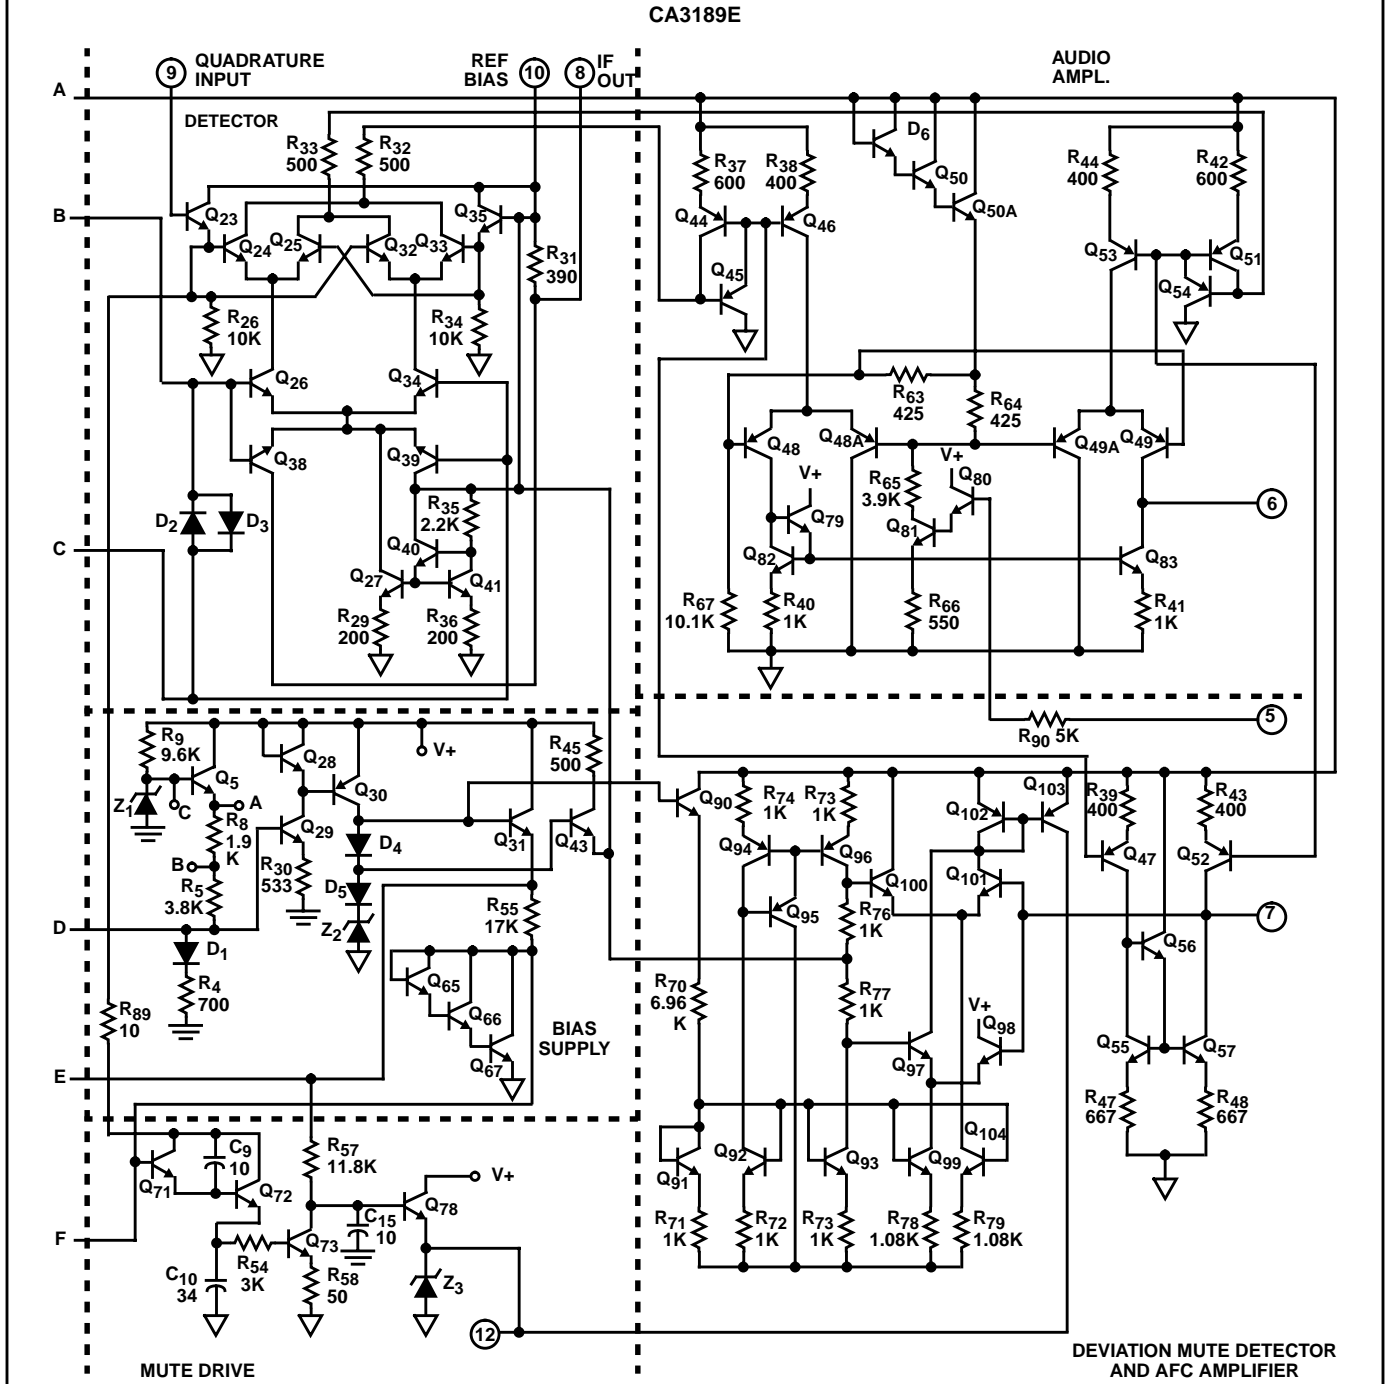 CA3189E
9
QUADRATURE
INPUT
REF
BIAS
10
8
IF
OUT
AUDIO
AMPL.
A
DETECTOR
R33
500
R32
500
R37
600
R38
400
D6
Q50
Q50A
R44
400
R42
600
B
Q23
Q24
Q25
Q32
Q33
Q35
R31
390
Q44
Q46
Q45
Q53
Q51
Q54
R26
10K
R34
10K
Q26
Q34
R63
425
R64
425
Q38
Q39
Q48
Q48A
Q49A
Q49
V+
R65
3.9K
V+
Q80
D2
D3
R35
2.2K
Q79
Q81
6
C
Q40
Q82
Q83
Q27
Q41
R29
200
R36
200
R67
10.1K
R40
1K
R66
550
R41
1K
R9
9.6K
Q5
Q28
V+
R45
500
R90 5K
5
Z1
C
A
Q30
R8
1.9
K
Q29
D4
Q31
Q43
Q90
R74
1K
R73
1K
Q102
Q103
R39
400
R43
400
B
R30
533
Q94
Q96
Q47
Q52
R5
3.8K
D5
Q100
Q101
D
Z2
R55
17K
Q95
R76
1K
7
D1
Q56
R4
700
Q65
R70
6.96
K
R77
1K
V+
Q98
R89
10
Q66
BIAS
SUPPLY
Q67
Q97
Q55
Q57
E
R47
667
R48
667
R57
11.8K
C9
10
V+
Q104
Q71
Q72
Q78
Q91
Q92
Q93
Q99
C15
10
F
Q73
R71
1K
R72
1K
R73
1K
R78
1.08K
R79
1.08K
R54
3K
C10
34
R58
50
Z3
12
MUTE DRIVE
DEVIATION MUTE DETECTOR
AND AFC AMPLIFIER